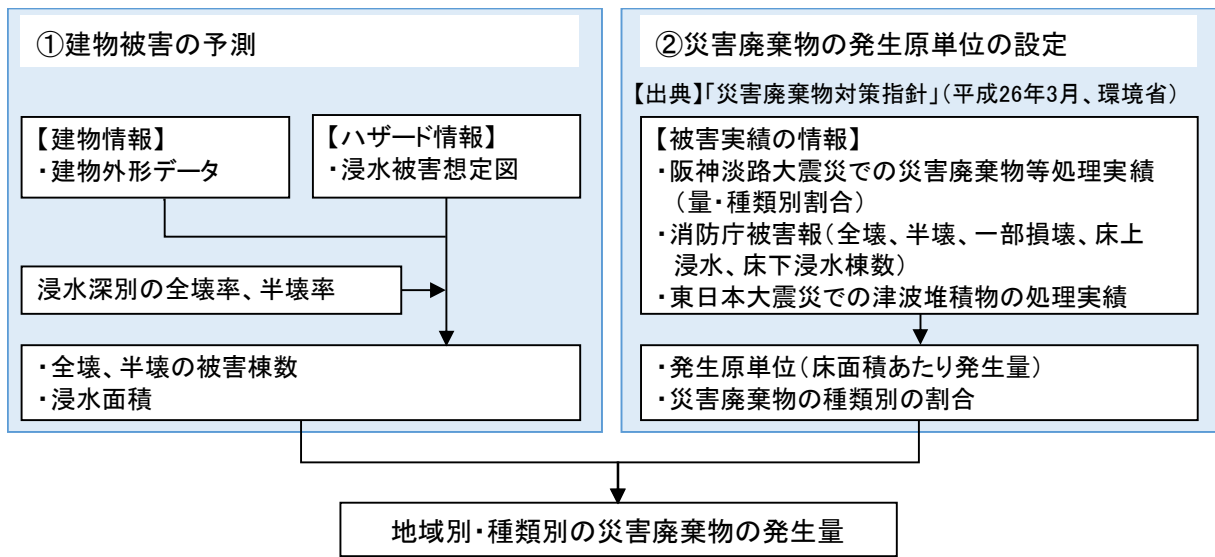 ①建物被害の予測
【建物情報】
・建物外形データ
【ハザード情報】
・浸水被害想定図
浸水深別の全壊率、半壊率
・全壊、半壊の被害棟数
・浸水面積
②災害廃棄物の発生原単位の設定
【出典】「災害廃棄物対策指針」（平成26年3月、環境省）
【被害実績の情報】
・阪神淡路大震災での災害廃棄物等処理実績
（量・種類別割合）
・消防庁被害報（全壊、半壊、一部損壊、床上
浸水、床下浸水棟数）
・東日本大震災での津波堆積物の処理実績
・発生原単位（床面積あたり発生量）
・災害廃棄物の種類別の割合
地域別・種類別の災害廃棄物の発生量